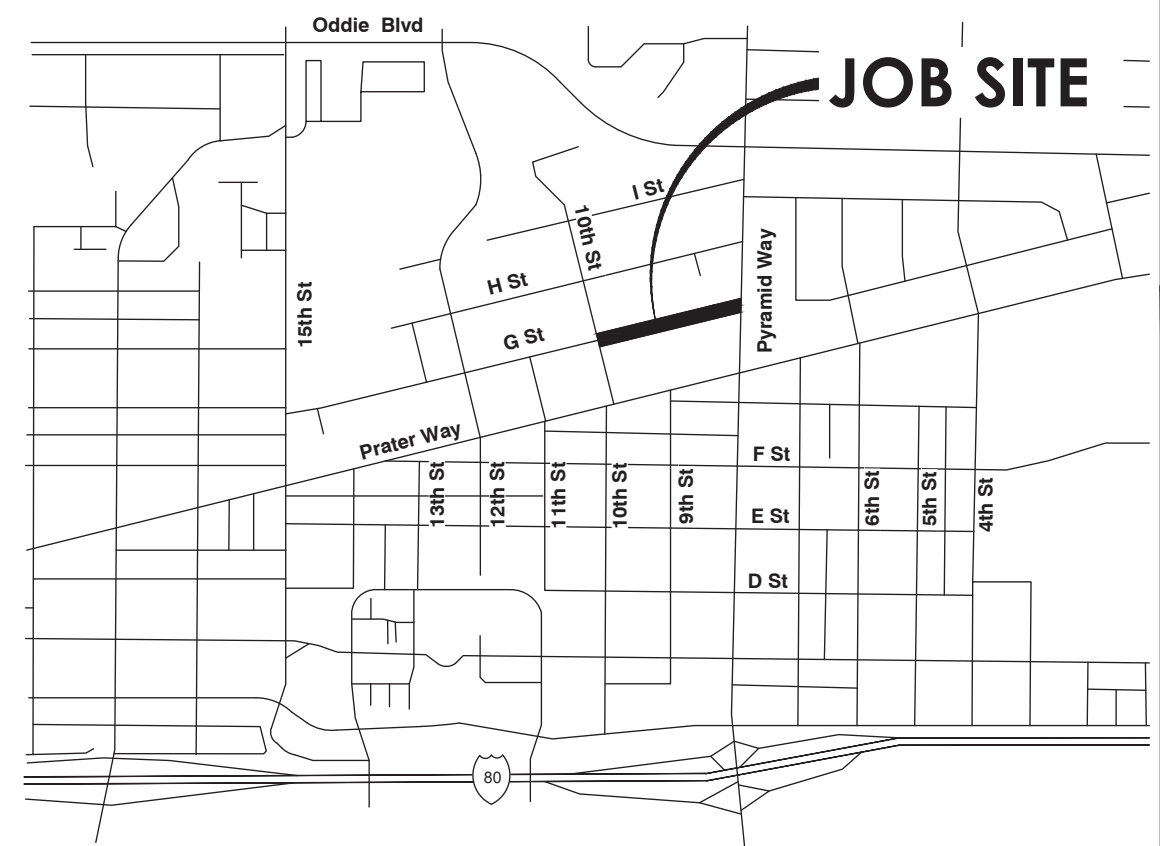 Oddie Blvd
JOB SITE
I St
10th St
H St
Pyramid Way
15th St
G St
Prater Way
F St
13th St
12th St
11th St
10th St
9th St
6th St
5th St
4th St
E St
D St
80